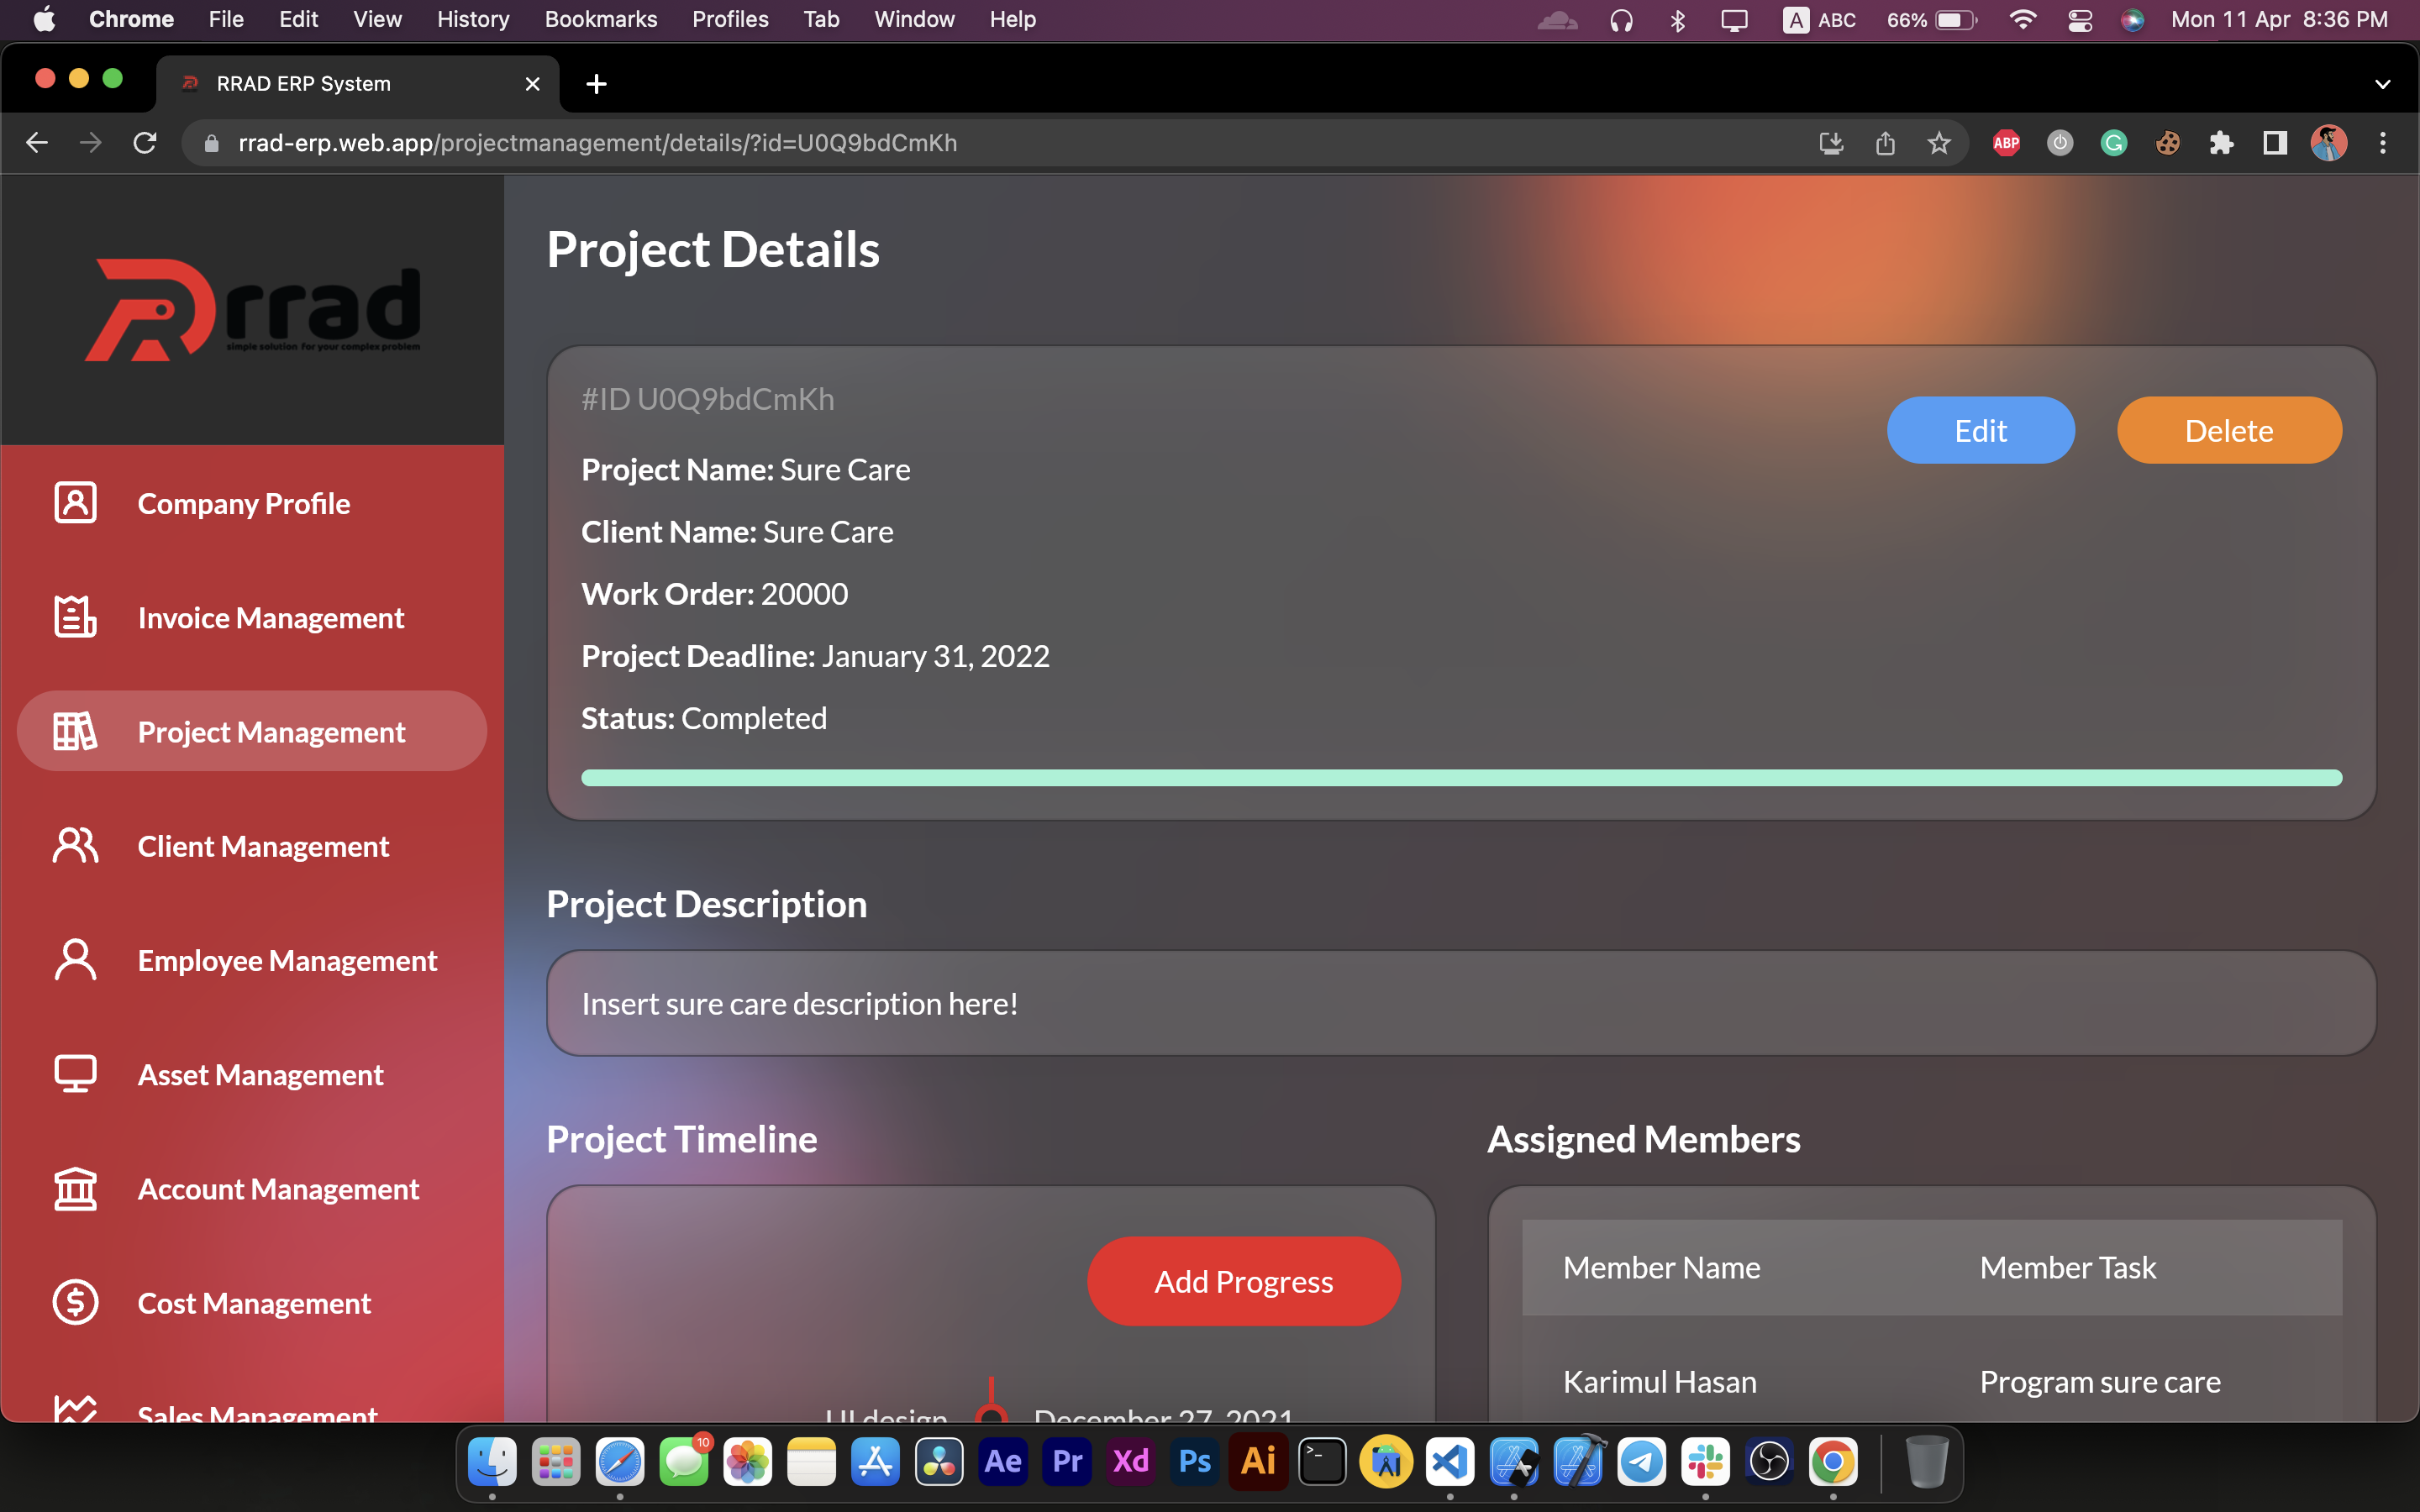 Chrome File Edit View History Bookmarks Profiles Tab Window Help A ABC 66% Mon 11 Apr 8:36 PM
RRAD ERP System
rrad-erp.web.app/projectmanagement/details/?id=U0Q9bdCmKh
ABP
rrad
simple solution for your complex problem
Company Profile
Invoice Management
Project Management
Client Management
Employee Management
Asset Management
Account Management
Cost Management
Sales Management
Project Details
#ID U0Q9bdCmKh
Edit Delete
Project Name: Sure Care
Client Name: Sure Care
Work Order: 20000
Project Deadline: January 31, 2022
Status: Completed
Project Description
Insert sure care description here!
Project Timeline
Add Progress
UI design December 27, 2021
Assigned Members
Member Name Member Task
Karimul Hasan Program sure care
10
Ae Pr Xd Ps Ai